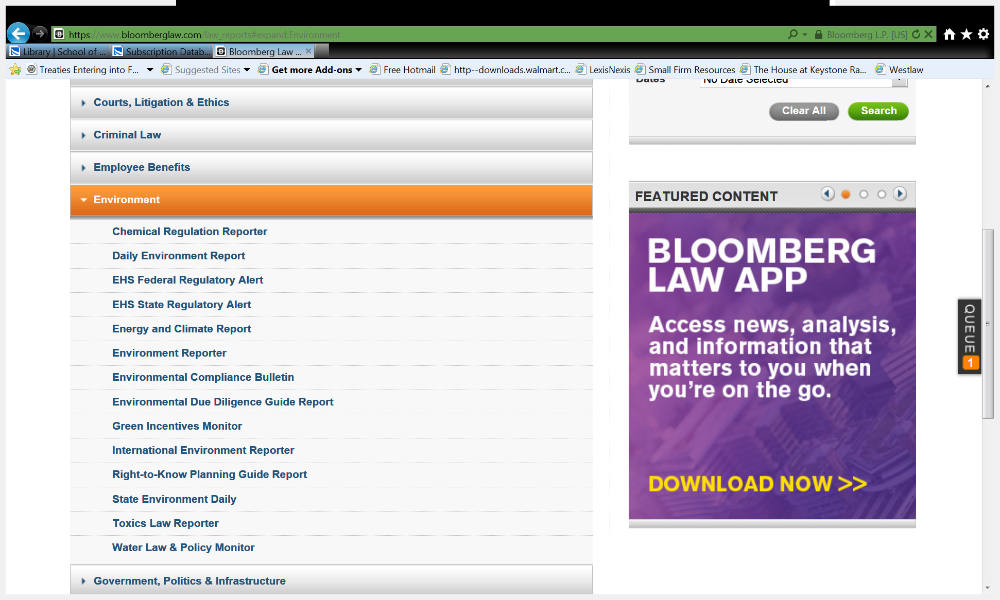 https://www.bloomberglaw.com/law_reports#expand:Environment
Bloomberg L.P. [US]
Library | School of ...
Subscription Datab...
Bloomberg Law ...
Treaties Entering into F...
Suggested Sites
Get more Add-ons
Free Hotmail
http--downloads.walmart.c...
LexisNexis
Small Firm Resources
The House at Keystone Ra...
Westlaw
Courts, Litigation & Ethics
Criminal Law
Employee Benefits
Environment
Chemical Regulation Reporter
Daily Environment Report
EHS Federal Regulatory Alert
EHS State Regulatory Alert
Energy and Climate Report
Environment Reporter
Environmental Compliance Bulletin
Environmental Due Diligence Guide Report
Green Incentives Monitor
International Environment Reporter
Right-to-Know Planning Guide Report
State Environment Daily
Toxics Law Reporter
Water Law & Policy Monitor
Government, Politics & Infrastructure
Dates
No Date Selected
Clear All
Search
FEATURED CONTENT
BLOOMBERG
LAW APP
Access news, analysis,
and information that
matters to you when
you're on the go.
DOWNLOAD NOW >>
QUEUE
1